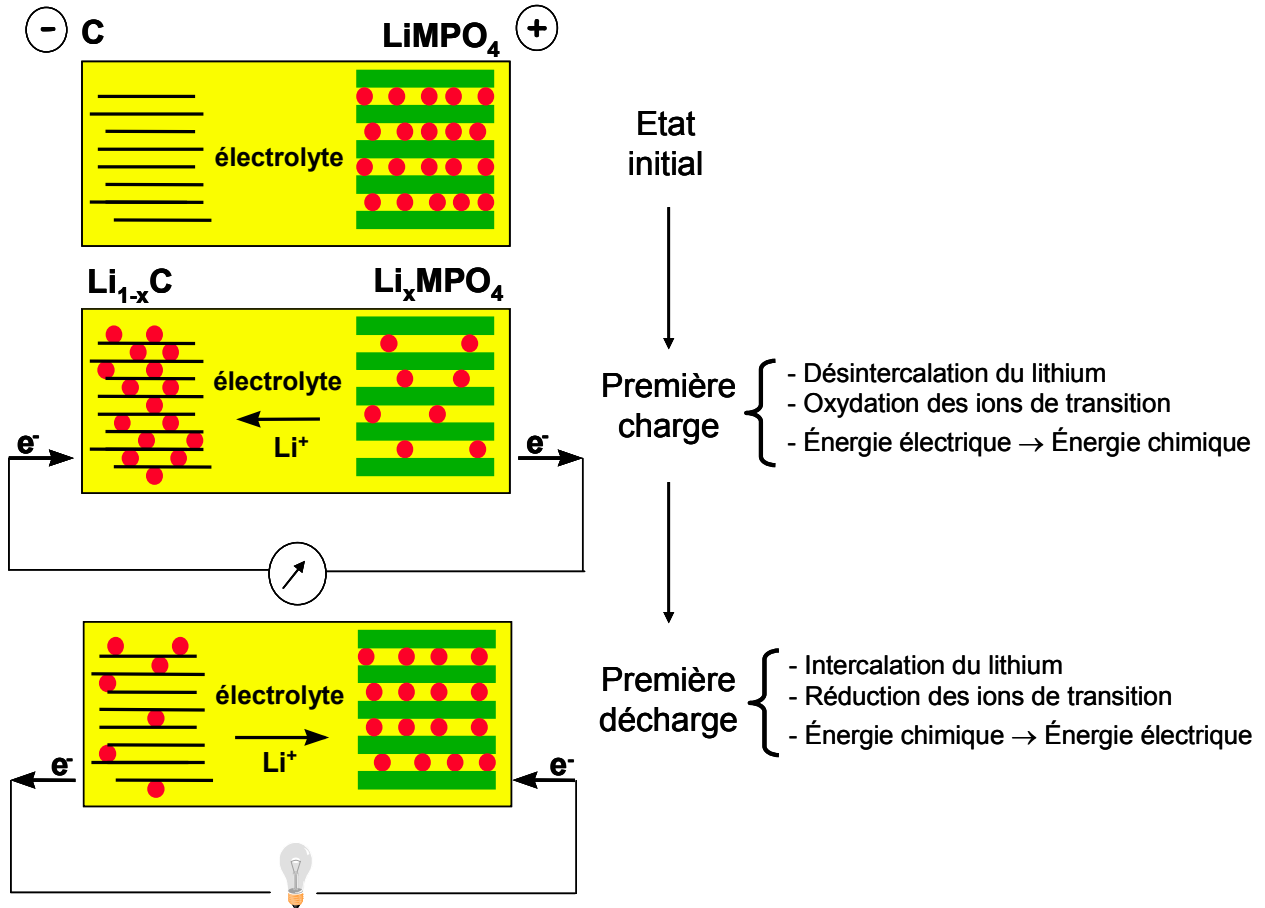 − C LiMPO₄ +
électrolyte
Etat
initial
Li₁₋ₓC LiₓMPO₄
électrolyte
Li⁺
e⁻ e⁻
Première
charge
- Désintercalation du lithium
- Oxydation des ions de transition
- Énergie électrique → Énergie chimique
électrolyte
Li⁺
e⁻ e⁻
Première
décharge
- Intercalation du lithium
- Réduction des ions de transition
- Énergie chimique → Énergie électrique